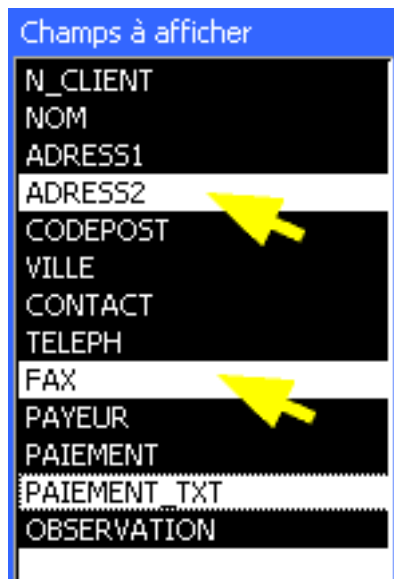 Champs à afficher
N_CLIENT
NOM
ADRESS1
ADRESS2
CODEPOST
VILLE
CONTACT
TELEPH
FAX
PAYEUR
PAIEMENT
PAIEMENT_TXT
OBSERVATION